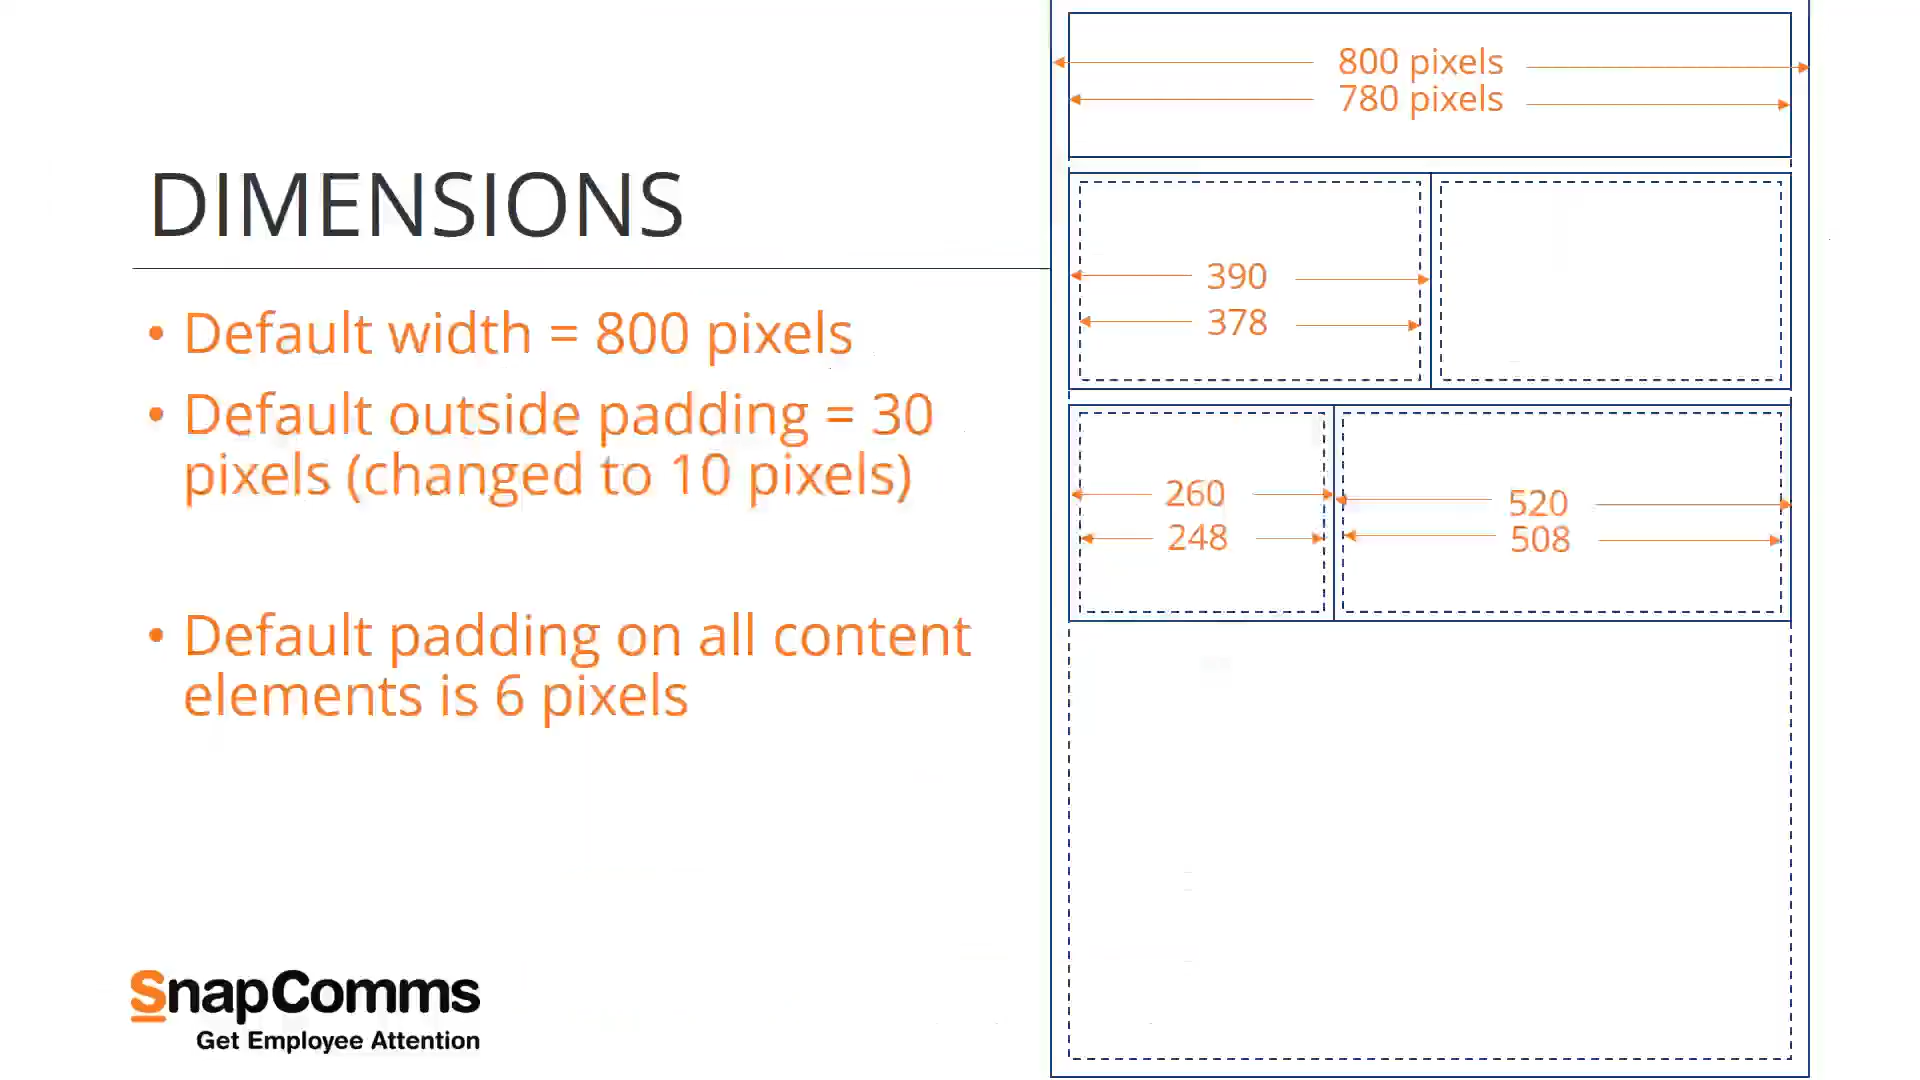 DIMENSIONS
• Default width = 800 pixels
• Default outside padding = 30
pixels (changed to 10 pixels)
• Default padding on all content
elements is 6 pixels
SnapComms
Get Employee Attention
800 pixels
780 pixels
390
378
260
248
520
508